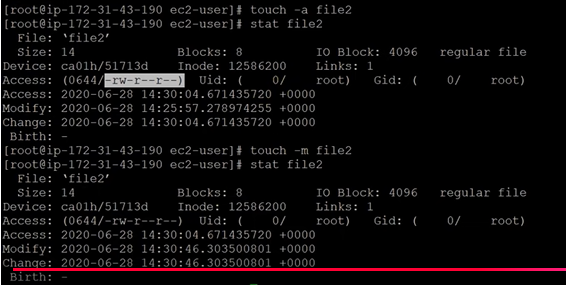 [root@ip-172-31-43-190 ec2-user]# touch -a file2
[root@ip-172-31-43-190 ec2-user]# stat file2
  File: ‘file2’
  Size: 14              Blocks: 8          IO Block: 4096   regular file
Device: ca01h/51713d    Inode: 12586200    Links: 1
Access: (0644/-rw-r--r--)  Uid: (    0/    root)   Gid: (    0/    root)
Access: 2020-06-28 14:30:04.671435720 +0000
Modify: 2020-06-28 14:25:57.278974255 +0000
Change: 2020-06-28 14:30:04.671435720 +0000
 Birth: -
[root@ip-172-31-43-190 ec2-user]# touch -m file2
[root@ip-172-31-43-190 ec2-user]# stat file2
  File: ‘file2’
  Size: 14              Blocks: 8          IO Block: 4096   regular file
Device: ca01h/51713d    Inode: 12586200    Links: 1
Access: (0644/-rw-r--r--)  Uid: (    0/    root)   Gid: (    0/    root)
Access: 2020-06-28 14:30:04.671435720 +0000
Modify: 2020-06-28 14:30:46.303500801 +0000
Change: 2020-06-28 14:30:46.303500801 +0000
 Birth: -